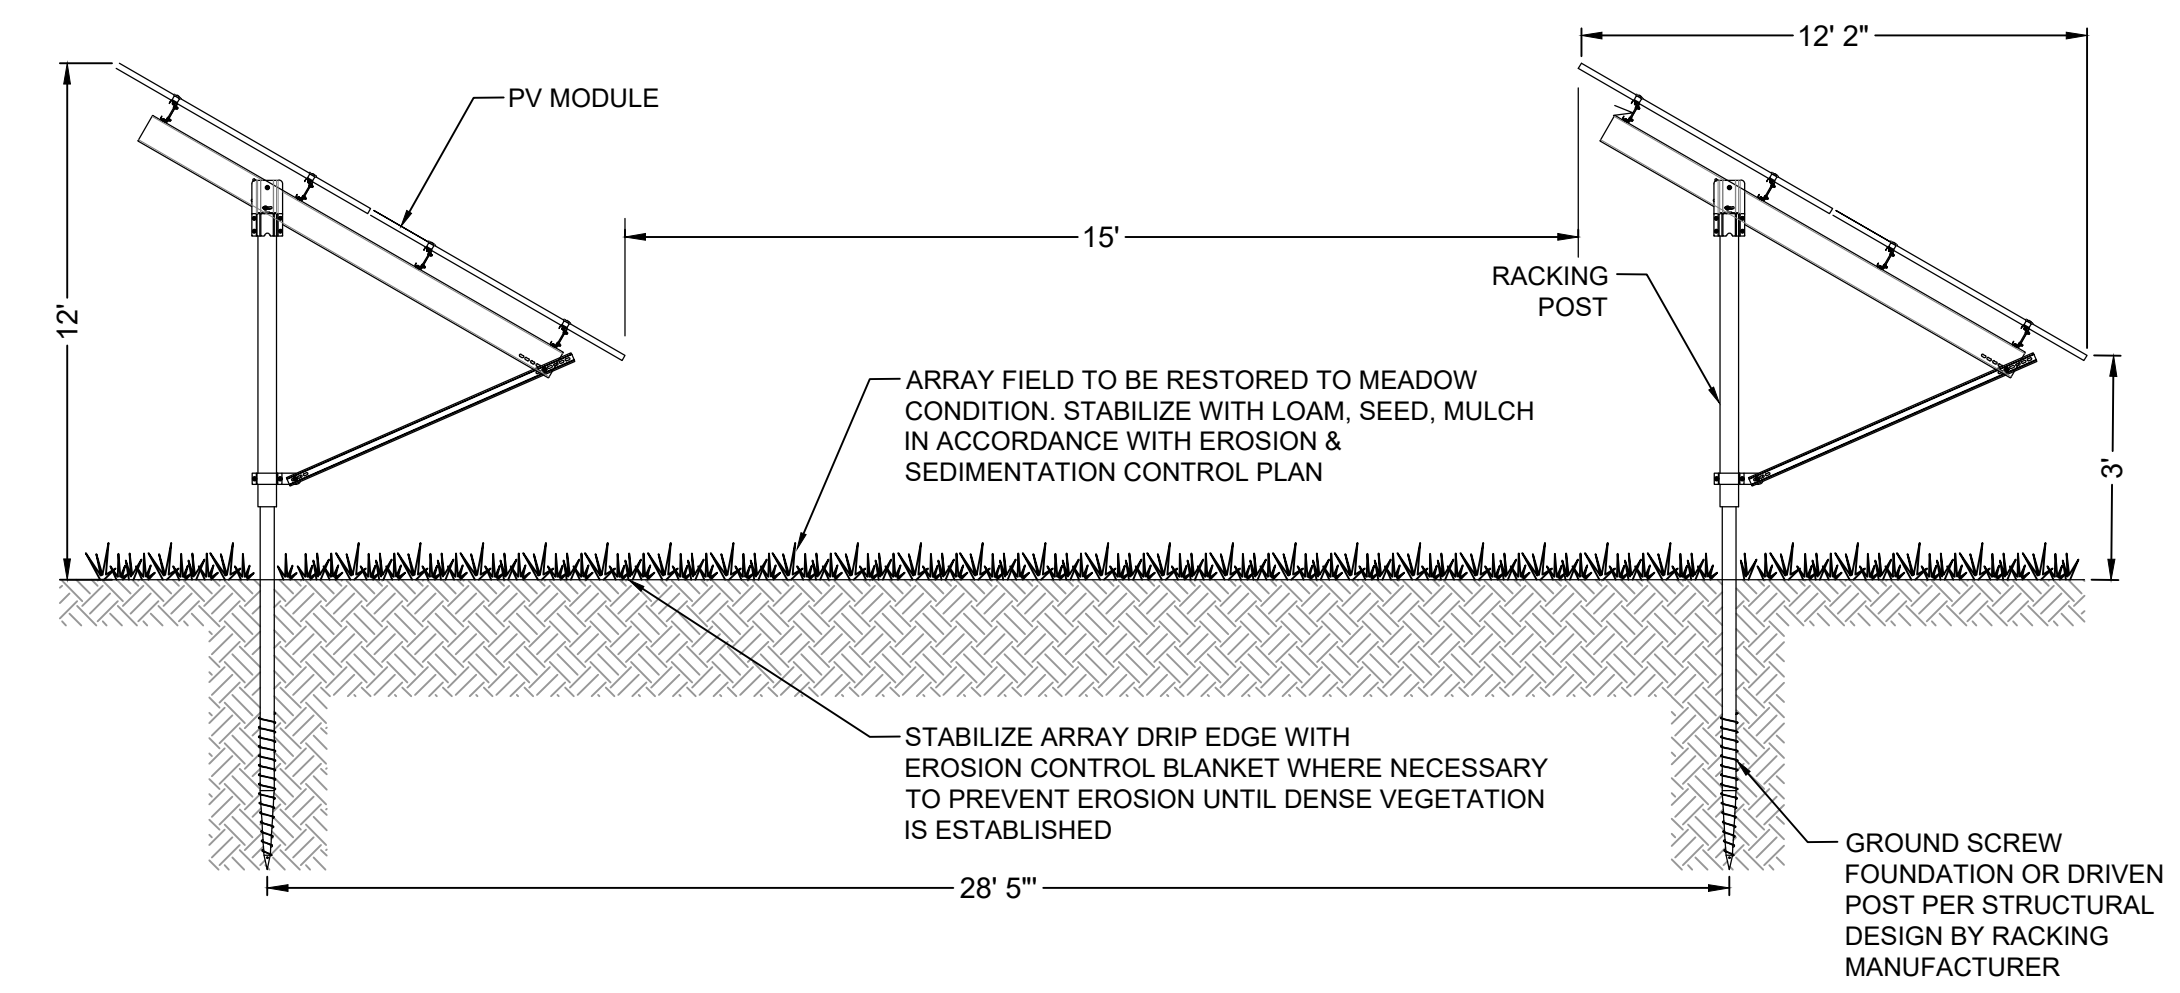 12' 2"
PV MODULE
15'
RACKING
POST
12'
3'
ARRAY FIELD TO BE RESTORED TO MEADOW
CONDITION. STABILIZE WITH LOAM, SEED, MULCH
IN ACCORDANCE WITH EROSION &
SEDIMENTATION CONTROL PLAN
STABILIZE ARRAY DRIP EDGE WITH
EROSION CONTROL BLANKET WHERE NECESSARY
TO PREVENT EROSION UNTIL DENSE VEGETATION
IS ESTABLISHED
28' 5"'
GROUND SCREW
FOUNDATION OR DRIVEN
POST PER STRUCTURAL
DESIGN BY RACKING
MANUFACTURER